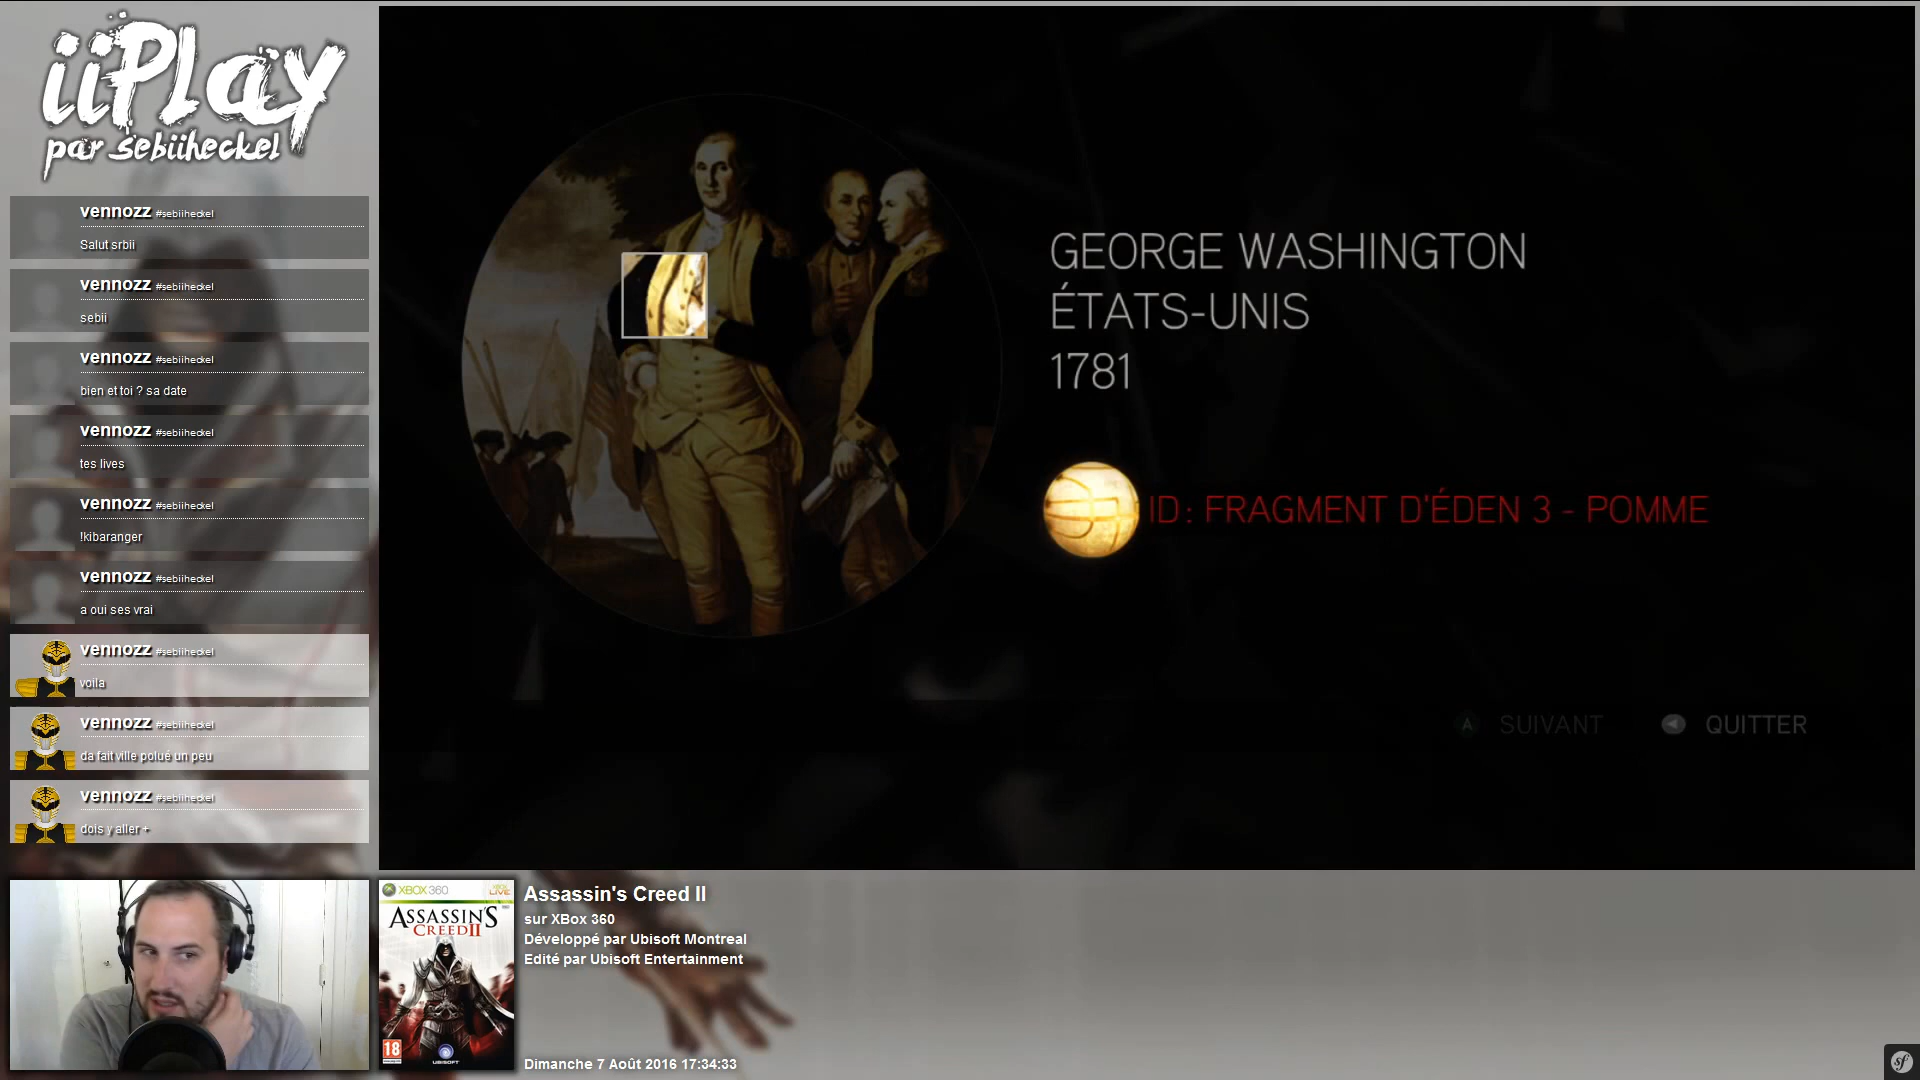 iiPlay
par sebiiheckel
vennozz #sebiiheckel
Salut srbii
vennozz #sebiiheckel
sebii
vennozz #sebiiheckel
bien et toi ? sa date
vennozz #sebiiheckel
tes lives
vennozz #sebiiheckel
!kibaranger
vennozz #sebiiheckel
a oui ses vrai
vennozz #sebiiheckel
voila
vennozz #sebiiheckel
da fait ville polué un peu
vennozz #sebiiheckel
dois y aller +
GEORGE WASHINGTON
ÉTATS-UNIS
1781
ID : FRAGMENT D'ÉDEN 3 - POMME
A SUIVANT QUITTER
XBOX 360
XBOX LIVE
ASSASSIN'S
CREED II
18
UBISOFT
Assassin's Creed II
sur XBox 360
Développé par Ubisoft Montreal
Edité par Ubisoft Entertainment
Dimanche 7 Août 2016 17:34:33
sf